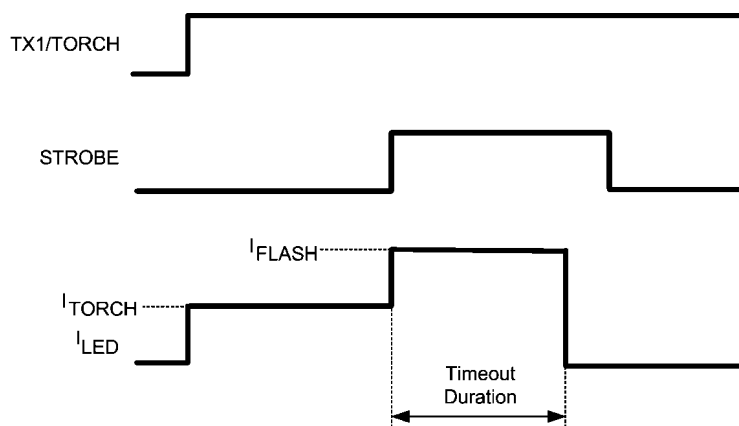 TX1/TORCH
STROBE
IFLASH
ITORCH
ILED
Timeout
Duration